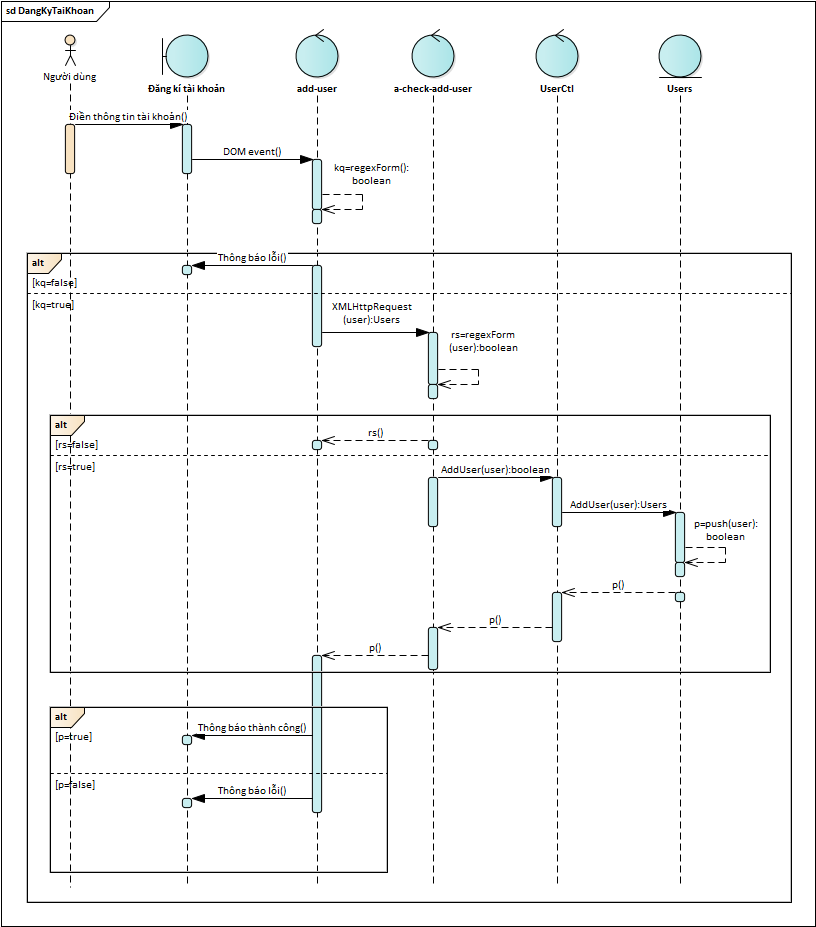 sd DangKyTaiKhoan
Người dùng
Đăng kí tài khoản
add-user
a-check-add-user
UserCtl
Users
Điền thông tin tài khoản()
DOM event()
kq=regexForm():
boolean
alt
Thông báo lỗi()
[kq=false]
[kq=true]
XMLHttpRequest
(user):Users
rs=regexForm
(user):boolean
alt
rs()
[rs=false]
[rs=true]
AddUser(user):boolean
AddUser(user):Users
p=push(user):
boolean
p()
p()
p()
alt
Thông báo thành công()
[p=true]
[p=false]
Thông báo lỗi()